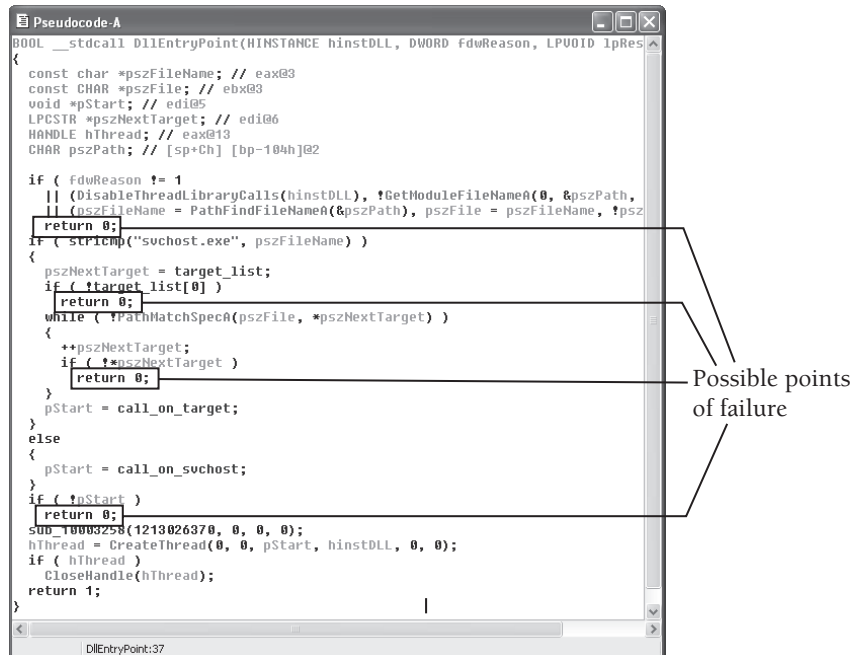 Pseudocode-A
BOOL __stdcall DllEntryPoint(HINSTANCE hinstDLL, DWORD fdwReason, LPVOID lpRes
{
const char *pszFileName; // eax@3
const CHAR *pszFile; // ebx@3
void *pStart; // edi@5
LPCSTR *pszNextTarget; // edi@6
HANDLE hThread; // eax@13
CHAR pszPath; // [sp+Ch] [bp-104h]@2
if ( fdwReason != 1
|| (DisableThreadLibraryCalls(hinstDLL), !GetModuleFileNameA(0, &pszPath,
|| (pszFileName = PathFindFileNameA(&pszPath), pszFile = pszFileName, !psz
return 0;
if ( stricmp("svchost.exe", pszFileName) )
{
pszNextTarget = target_list;
if ( !target_list[0] )
return 0;
while ( !PathMatchSpecA(pszFile, *pszNextTarget) )
{
++pszNextTarget;
if ( !*pszNextTarget )
return 0;
}
pStart = call_on_target;
}
else
{
pStart = call_on_svchost;
}
if ( !pStart )
return 0;
sub_10003258(1213026370, 0, 0, 0);
hThread = CreateThread(0, 0, pStart, hinstDLL, 0, 0);
if ( hThread )
CloseHandle(hThread);
return 1;
}
DllEntryPoint:37
Possible points
of failure